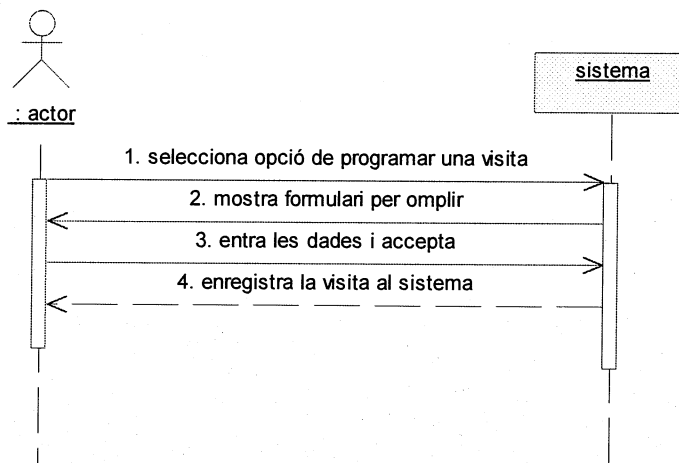 sistema
: actor
1. selecciona opció de programar una visita
2. mostra formulari per omplir
3. entra les dades i accepta
4. enregistra la visita al sistema